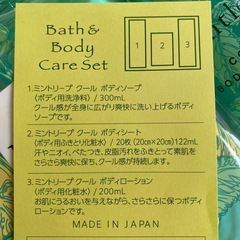 Bath &
Body
Care Set
1 2 3
1.ミントリーブ クール ボディソープ
(ボディ用洗浄料) / 300mL
クール感が全身に広がり爽快に洗い上げるボディ
ソープです。
2.ミントリーブ クール ボディシート
(ボディ用ふきとり化粧水) / 20枚 (20cm×20cm) 122mL
汗やニオイ、べたつき、皮脂汚れをふきとって素肌を
さらさら爽快に保ち、クール感が持続します。
3.ミントリーブ クール ボディローション
(ボディ用化粧水) / 200mL
お肌にうるおいを与えながら、さらさらに保つボディ
ローションです。
MADE IN JAPAN